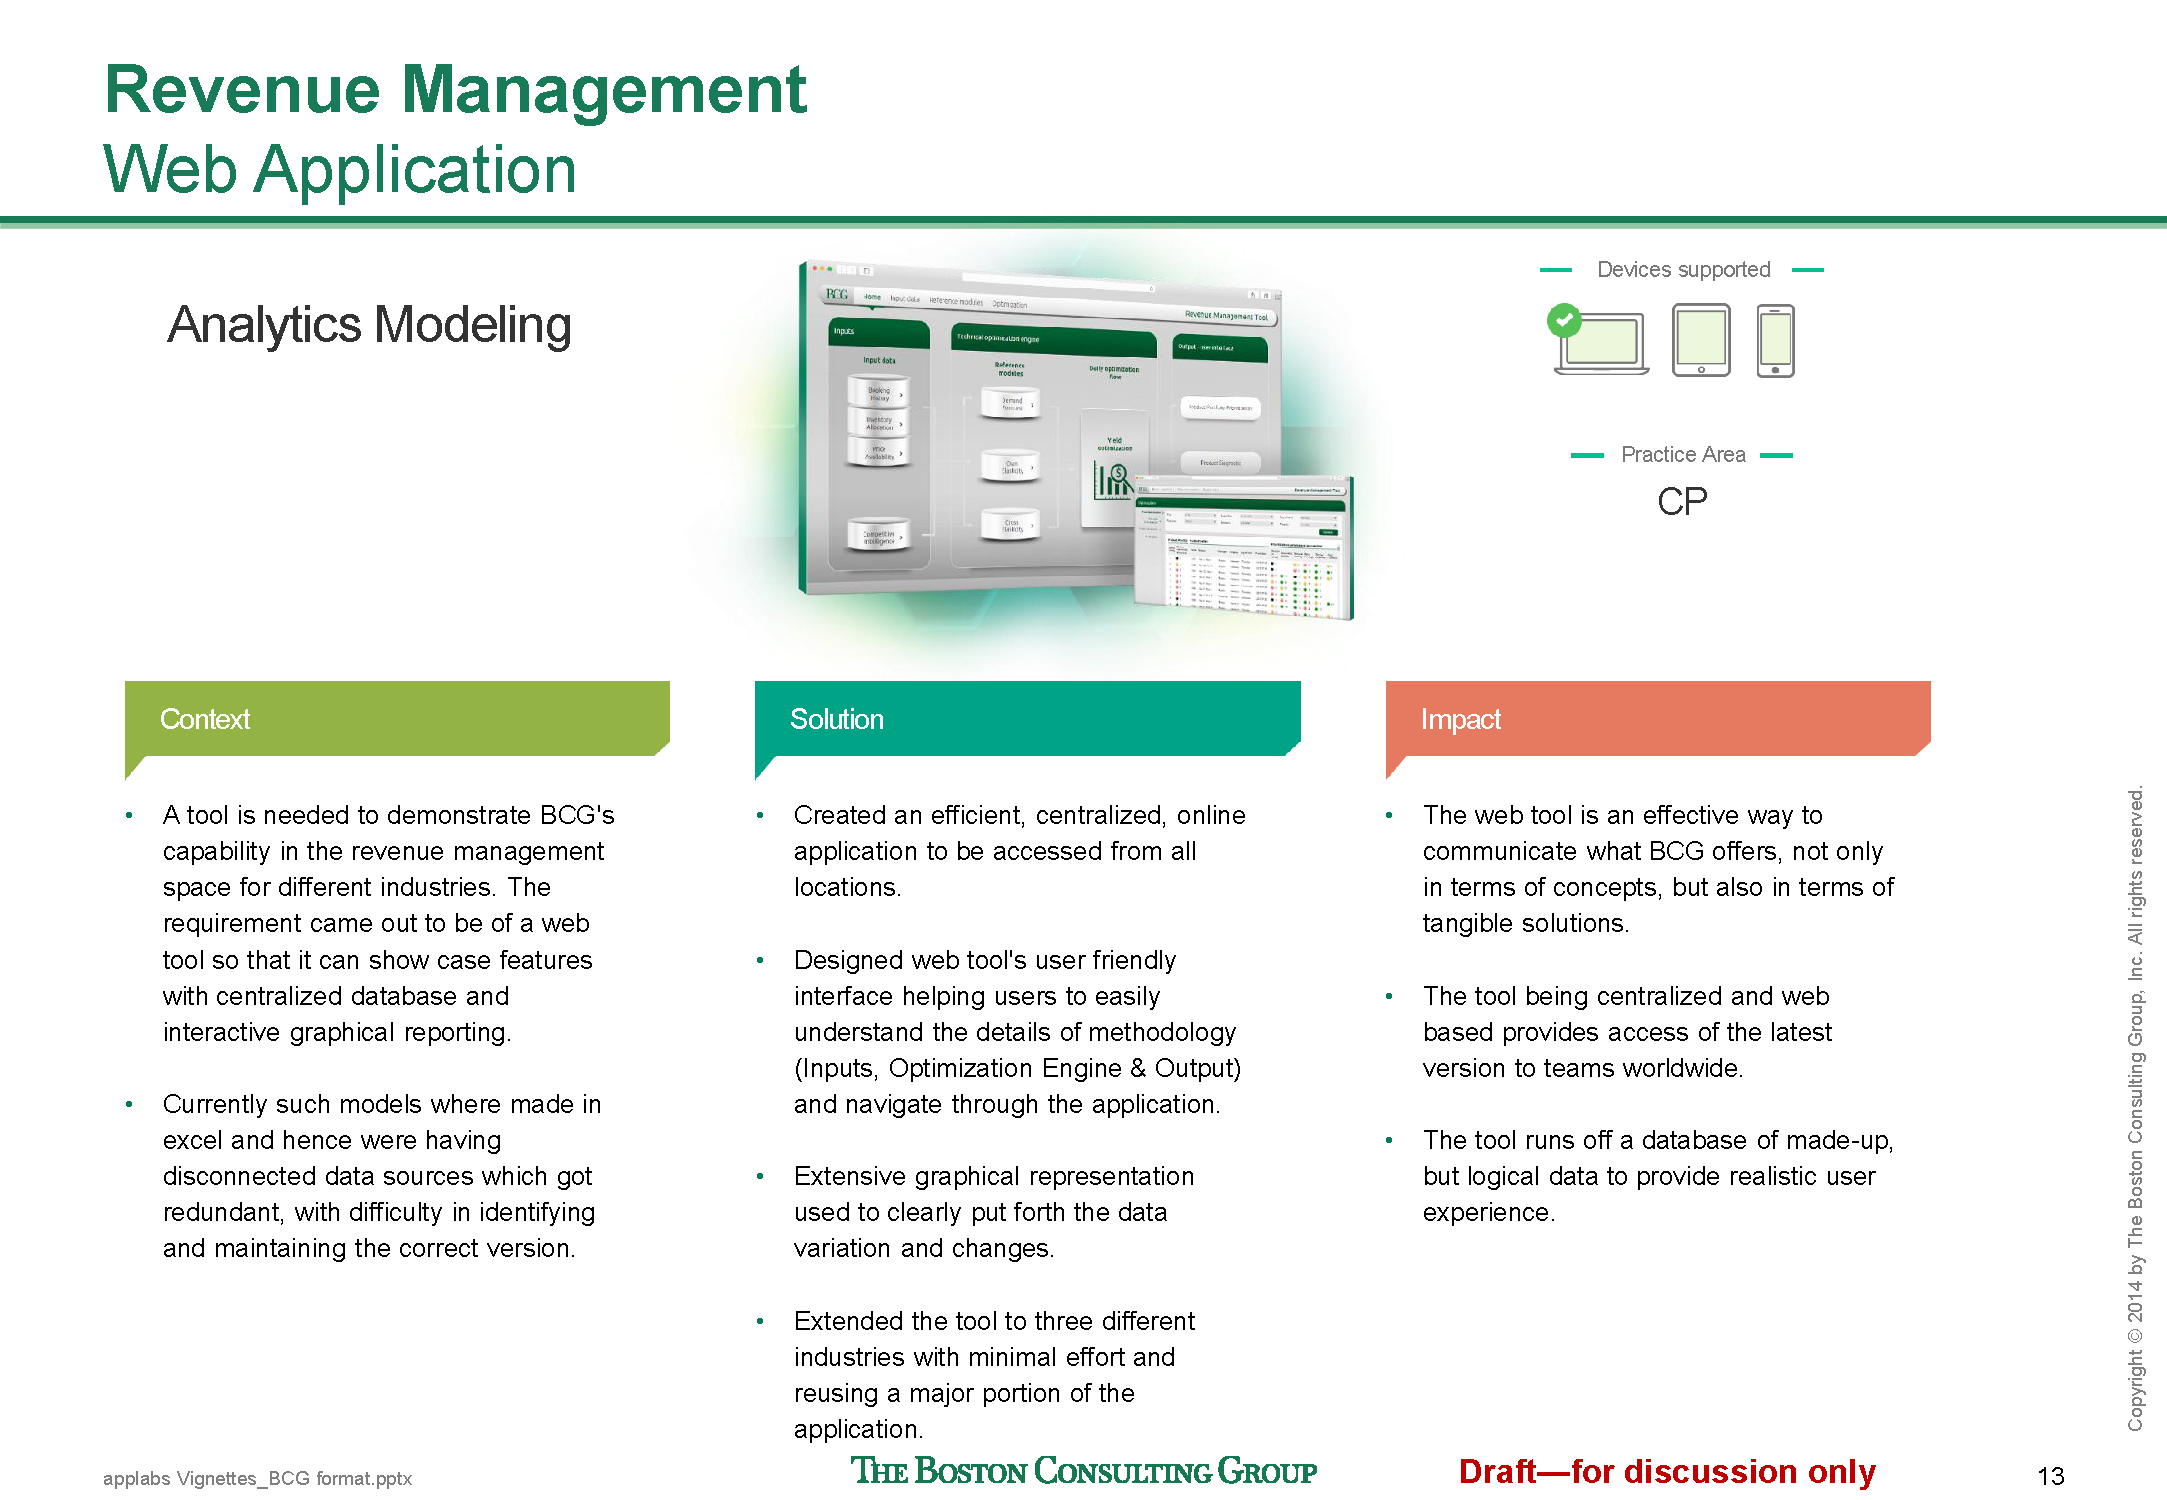 Revenue Management
Web Application
Analytics Modeling
BCG
Home
Input data
Reference modules
Optimization
Revenue Management Tool
Inputs
Technical optimization engine
Output - user interface
Input data
Reference
modules
Daily optimization
flow
Booking
History
Inventory
Allocation
Price
Availability
Competitive
Intelligence
Demand
Forecast
Own
Elasticity
Cross
Elasticity
Yield
optimization
Product Diagnostic
Revenue Management Tool
Devices supported
Practice Area
CP
Context
• A tool is needed to demonstrate BCG's
capability in the revenue management
space for different industries. The
requirement came out to be of a web
tool so that it can show case features
with centralized database and
interactive graphical reporting.
• Currently such models where made in
excel and hence were having
disconnected data sources which got
redundant, with difficulty in identifying
and maintaining the correct version.
Solution
• Created an efficient, centralized, online
application to be accessed from all
locations.
• Designed web tool's user friendly
interface helping users to easily
understand the details of methodology
(Inputs, Optimization Engine & Output)
and navigate through the application.
• Extensive graphical representation
used to clearly put forth the data
variation and changes.
• Extended the tool to three different
industries with minimal effort and
reusing a major portion of the
application.
Impact
• The web tool is an effective way to
communicate what BCG offers, not only
in terms of concepts, but also in terms of
tangible solutions.
• The tool being centralized and web
based provides access of the latest
version to teams worldwide.
• The tool runs off a database of made-up,
but logical data to provide realistic user
experience.
Copyright © 2014 by The Boston Consulting Group, Inc. All rights reserved.
applabs Vignettes_BCG format.pptx
THE BOSTON CONSULTING GROUP
Draft—for discussion only
13